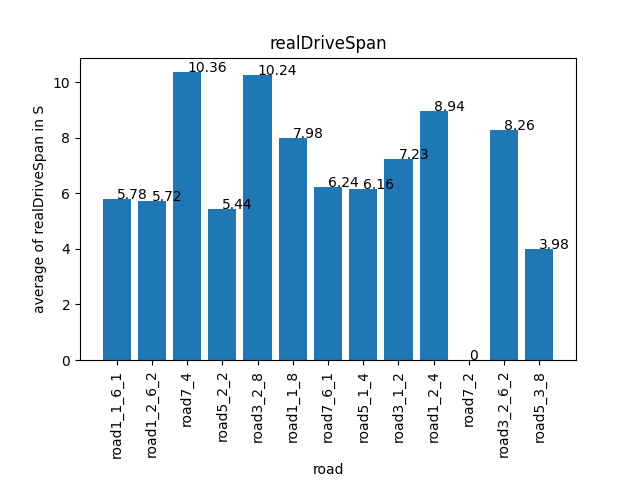 realDriveSpan
average of realDriveSpan in S
10
8
6
4
2
0
5.78
5.72
10.36
5.44
10.24
7.98
6.24
6.16
7.23
8.94
0
8.26
3.98
road1_1_6_1
road1_2_6_2
road7_4
road5_2_2
road3_2_8
road1_1_8
road7_6_1
road5_1_4
road3_1_2
road1_2_4
road7_2
road3_2_6_2
road5_3_8
road